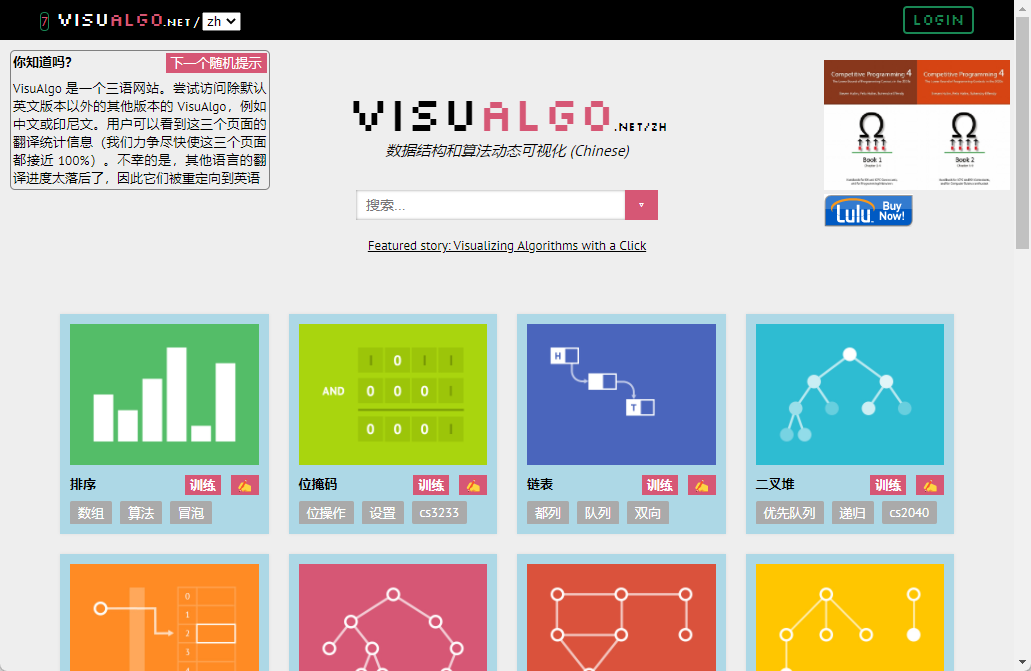 7 VISUALGO.NET/ zh
LOGIN
你知道吗?
下一个随机提示
VisuAlgo 是一个三语网站。尝试访问除默认
英文版本以外的其他版本的 VisuAlgo，例如
中文或印尼文。用户可以看到这三个页面的
翻译统计信息（我们力争尽快使这三个页面
都接近 100%）。不幸的是，其他语言的翻
译进度太落后了，因此它们被重定向到英语
VISUALGO.NET/ZH
数据结构和算法动态可视化 (Chinese)
搜索...
Featured story: Visualizing Algorithms with a Click
Competitive Programming 4
Competitive Programming 4
Book 1
Book 2
Lulu Buy
Now!
I 0 I I
AND 0 0 0 I
0 0 0 I
H
T
排序 训练
数组 算法 冒泡
位掩码 训练
位操作 设置 cs3233
链表 训练
都列 队列 双向
二叉堆 训练
优先队列 递归 cs2040
0
1
2
3